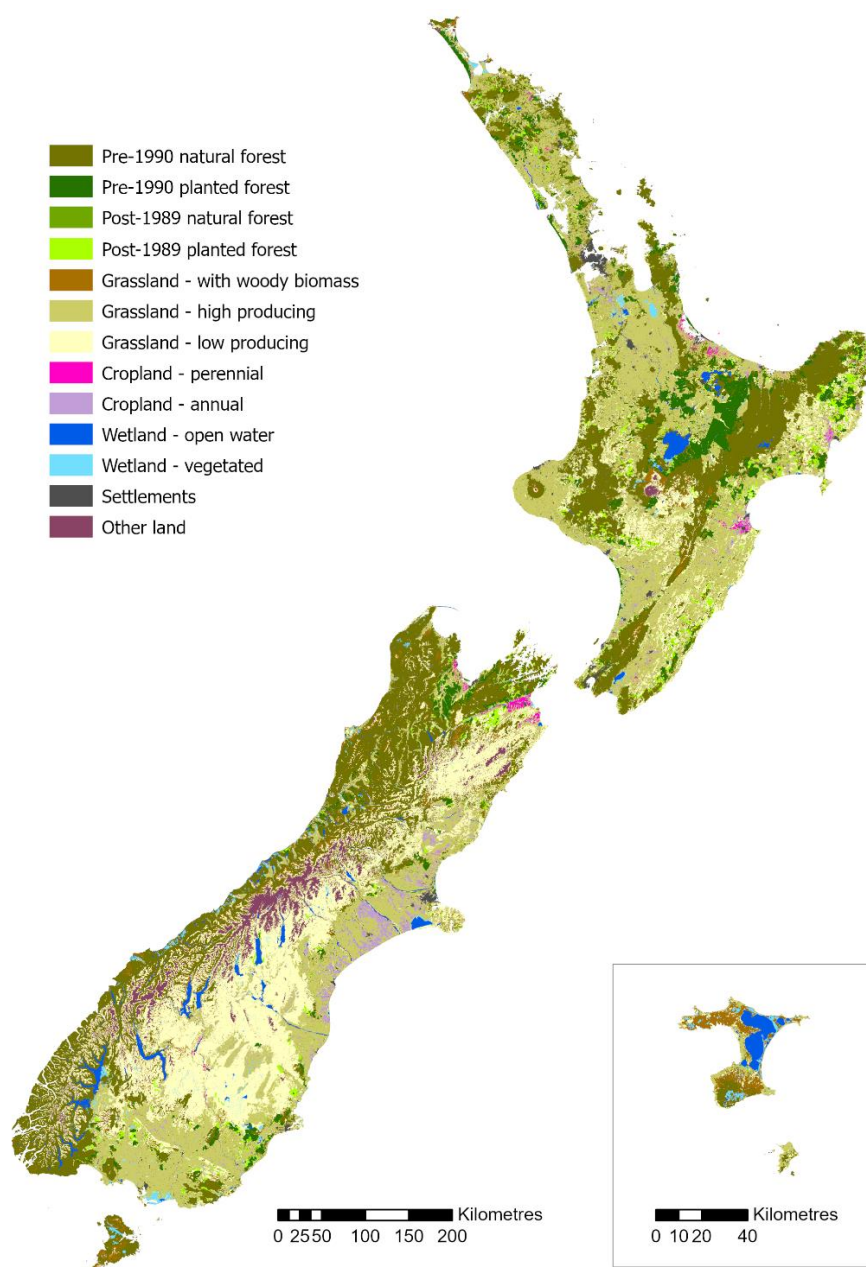 Pre-1990 natural forest
Pre-1990 planted forest
Post-1989 natural forest
Post-1989 planted forest
Grassland - with woody biomass
Grassland - high producing
Grassland - low producing
Cropland - perennial
Cropland - annual
Wetland - open water
Wetland - vegetated
Settlements
Other land
Kilometres
0 2550 100 150 200
Kilometres
0 10 20 40